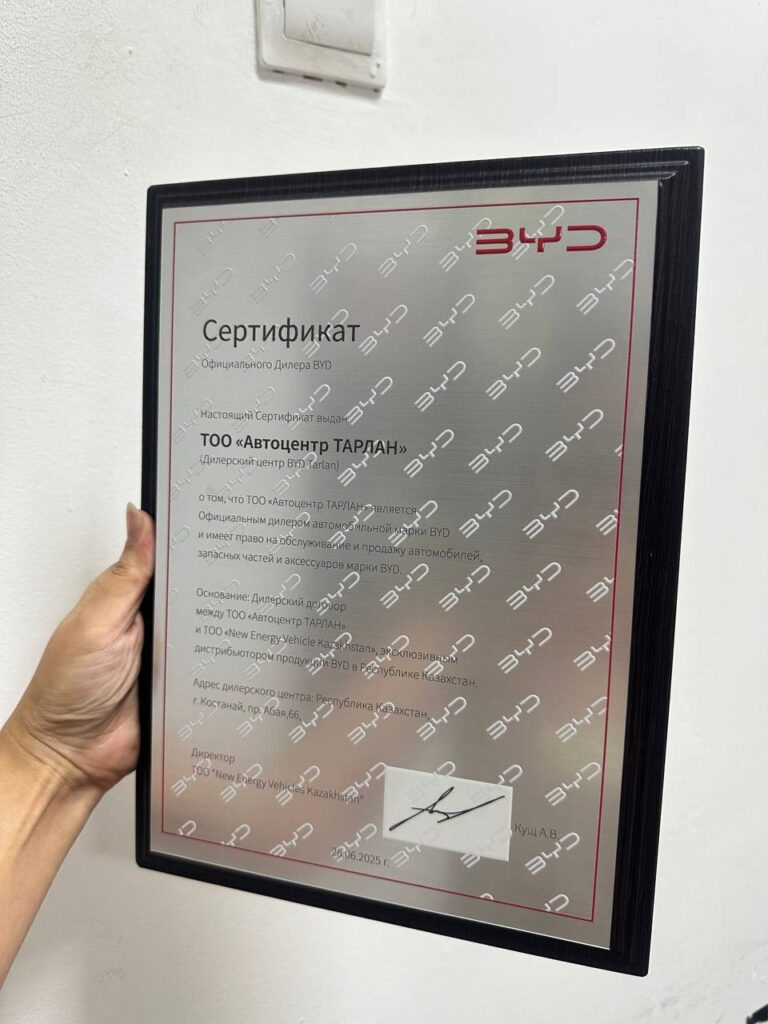 BYD
Сертификат
Официального Дилера BYD
Настоящий Сертификат выдан
ТОО «Автоцентр ТАРЛАН»
(Дилерский центр BYD Tarlan)
о том, что ТОО «Автоцентр ТАРЛАН» является
Официальным дилером автомобильной марки BYD
и имеет право на обслуживание и продажу автомобилей,
запасных частей и аксессуаров марки BYD.
Основание: Дилерский договор
между ТОО «Автоцентр ТАРЛАН»
и ТОО «New Energy Vehicle Kazakhstan», эксклюзивным
дистрибьютором продукции BYD в Республике Казахстан.
Адрес дилерского центра: Республика Казахстан,
г. Костанай, пр. Абая,66,
Директор
ТОО "New Energy Vehicles Kazakhstan"
Кущ А.В.
28.06.2025 г.